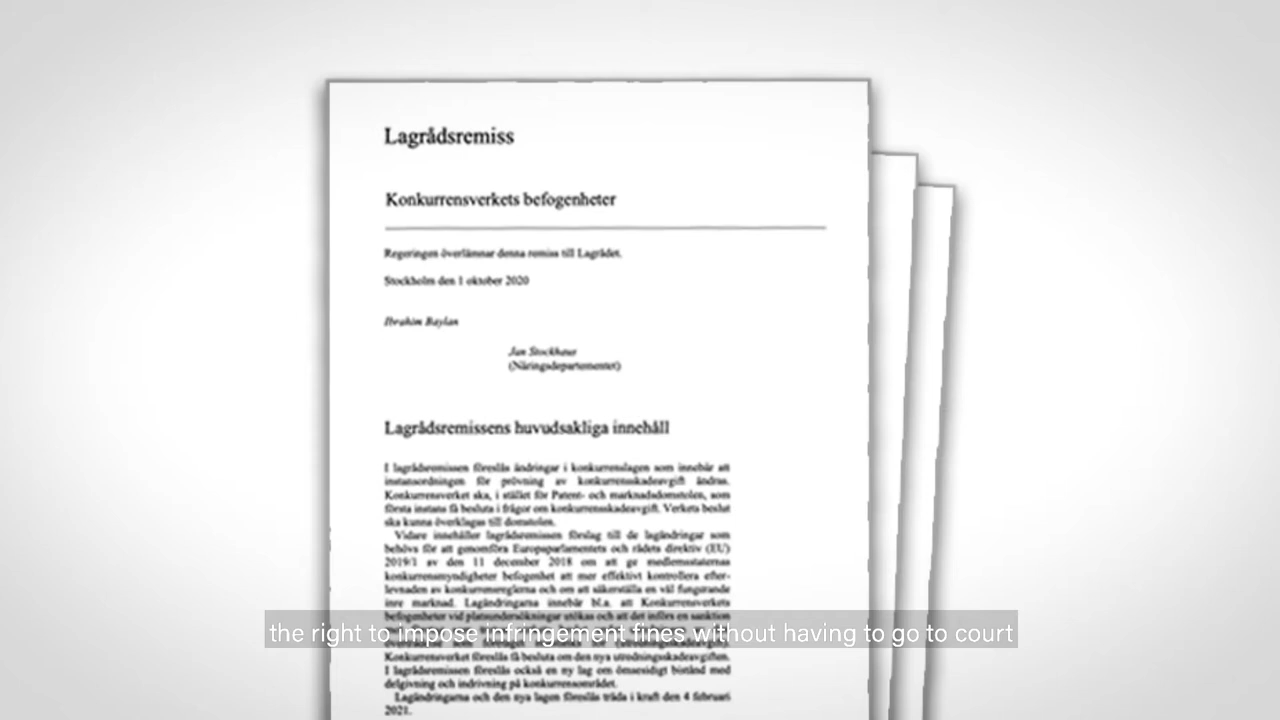 Lagrådsremiss
Konkurrensverkets befogenheter
Regeringen överlämnar denna remiss till Lagrådet.
Stockholm den 1 oktober 2020
Ibrahim Baylan
Jan Stockhaus
(Näringsdepartementet)
Lagrådsremissens huvudsakliga innehåll
I lagrådsremissen föreslås ändringar i konkurrenslagen som innebär att
instansordningen för prövning av konkurrensskadeavgift ändras.
Konkurrensverket ska, i stället för Patent- och marknadsdomstolen, som
första instans få besluta i frågor om konkurrensskadeavgift. Verkets beslut
ska kunna överklagas till domstolen.
Vidare innehåller lagrådsremissen förslag till de lagändringar som
behövs för att genomföra Europaparlamentets och rådets direktiv (EU)
2019/1 av den 11 december 2018 om att ge medlemsstaternas
konkurrensmyndigheter befogenhet att mer effektivt kontrollera efter-
levnaden av konkurrensreglerna och om att säkerställa en väl fungerande
inre marknad. Lagändringarna innebär bl.a. att Konkurrensverkets
befogenheter vid platsundersökningar utökas och att det införs en sanktion
the right to impose infringement fines without having to go to court
Konkurrensverket föreslås få besluta om den nya utredningsskadeavgiften.
I lagrådsremissen föreslås också en ny lag om ömsesidigt bistånd med
delgivning och indrivning på konkurrensområdet.
Lagändringarna och den nya lagen föreslås träda i kraft den 4 februari
2021.